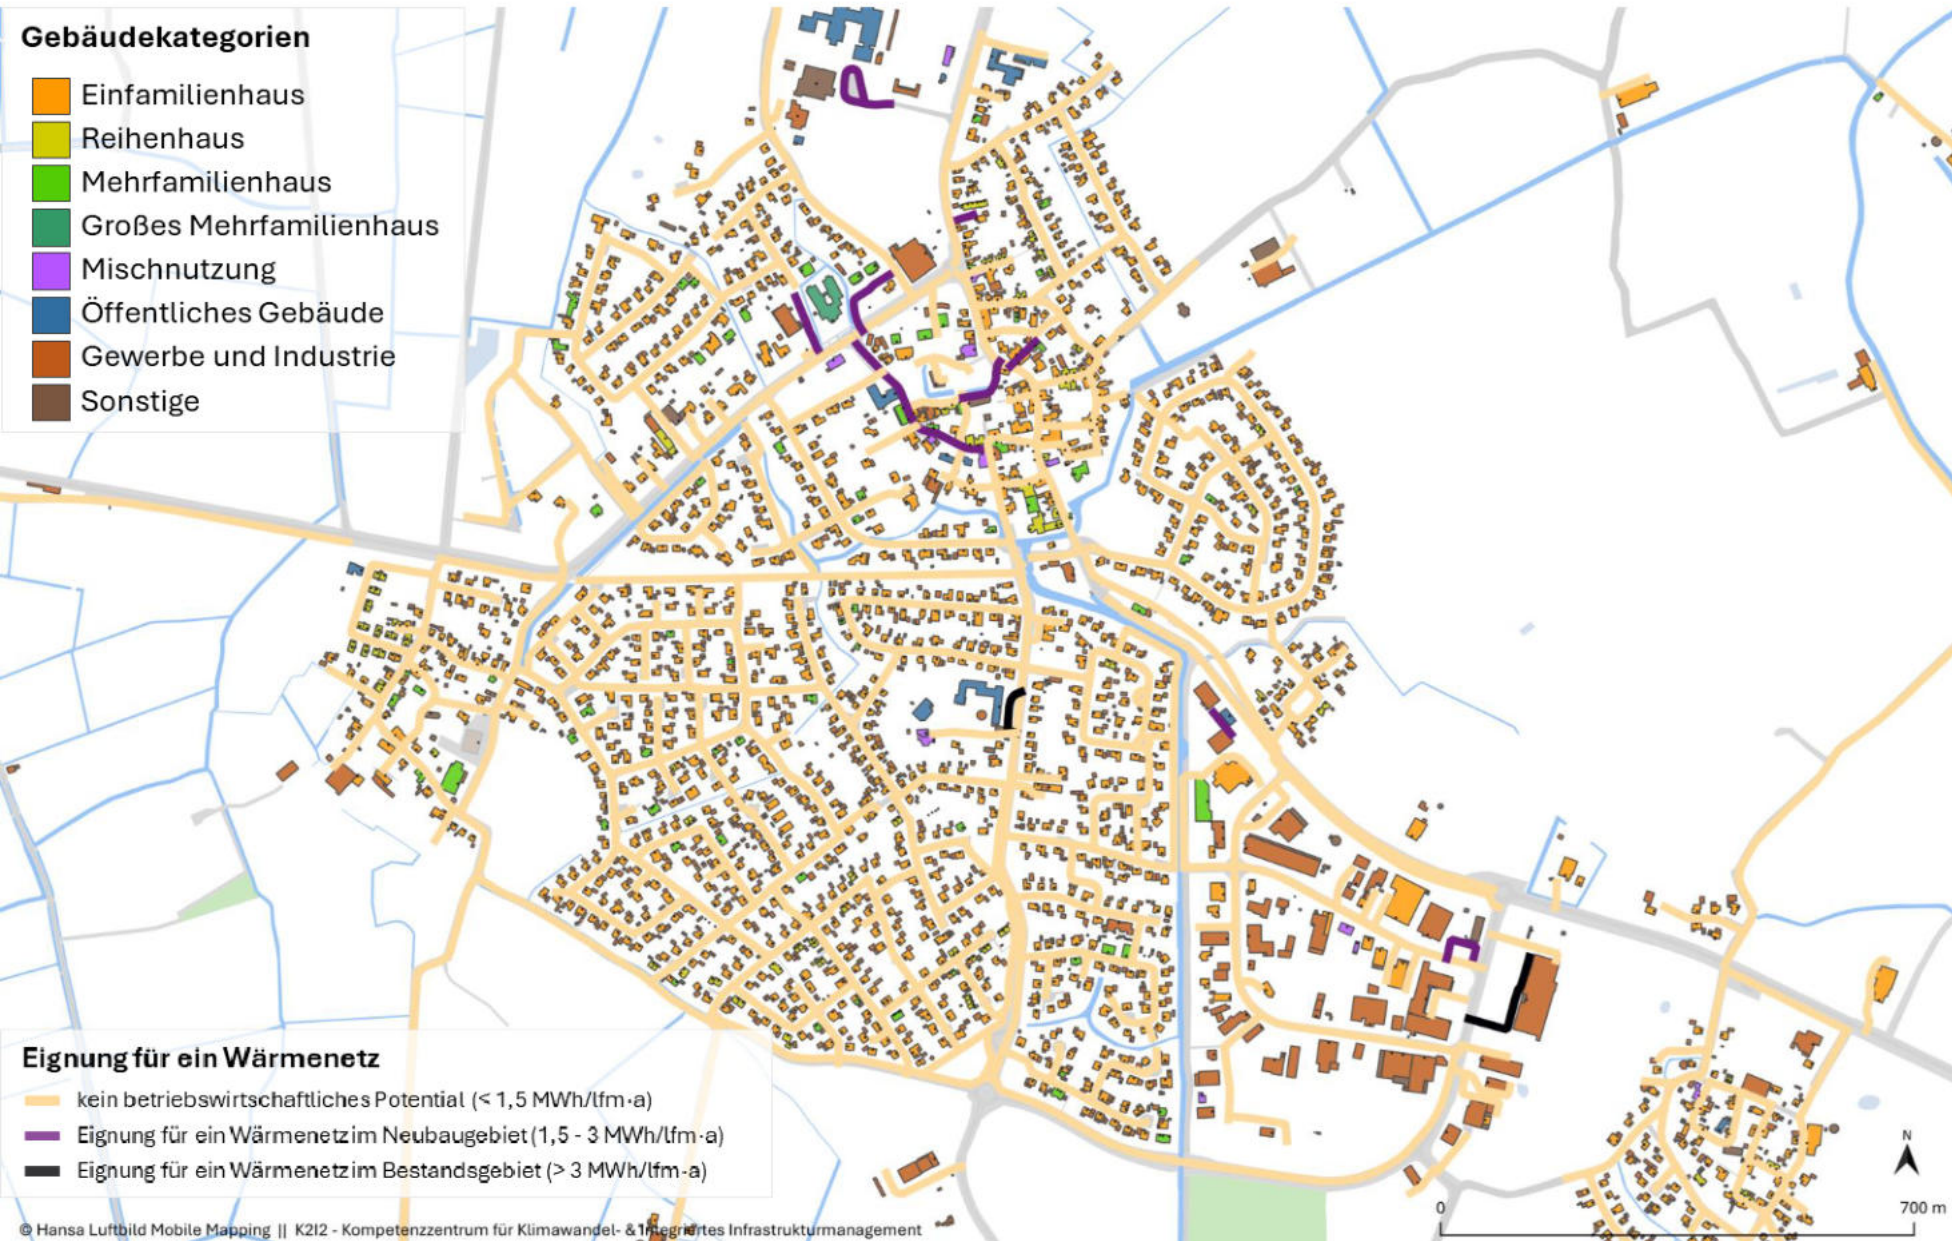 Gebäudekategorien
Einfamilienhaus
Reihenhaus
Mehrfamilienhaus
Großes Mehrfamilienhaus
Mischnutzung
Öffentliches Gebäude
Gewerbe und Industrie
Sonstige
Eignung für ein Wärmenetz
kein betriebswirtschaftliches Potential (< 1,5 MWh/lfm·a)
Eignung für ein Wärmenetz im Neubaugebiet (1,5 - 3 MWh/lfm·a)
Eignung für ein Wärmenetz im Bestandsgebiet (> 3 MWh/lfm·a)
N
0 700 m
© Hansa Luftbild Mobile Mapping || K2I2 - Kompetenzzentrum für Klimawandel- & Integriertes Infrastrukturmanagement